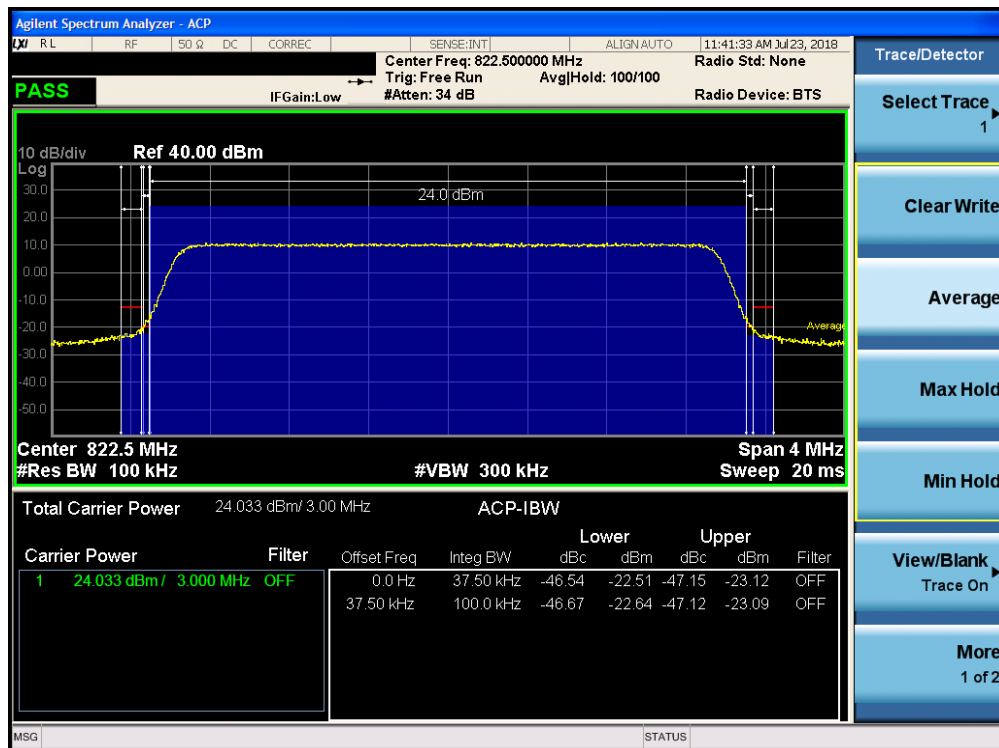 Agilent Spectrum Analyzer - ACP
LXI RL RF 50 Ω DC CORREC SENSE:INT ALIGN AUTO 11:41:33 AM Jul 23, 2018
Center Freq: 822.500000 MHz Radio Std: None
Trig: Free Run Avg|Hold: 100/100
PASS IFGain:Low #Atten: 34 dB Radio Device: BTS
10 dB/div Ref 40.00 dBm
Log
30.0
24.0 dBm
20.0
10.0
0.00
-10.0
-20.0
Average
-30.0
-40.0
-50.0
Center 822.5 MHz Span 4 MHz
#Res BW 100 kHz #VBW 300 kHz Sweep 20 ms
Total Carrier Power 24.033 dBm/ 3.00 MHz ACP-IBW
Lower Upper
Carrier Power Filter Offset Freq Integ BW dBc dBm dBc dBm Filter
1 24.033 dBm / 3.000 MHz OFF 0.0 Hz 37.50 kHz -46.54 -22.51 -47.15 -23.12 OFF
37.50 kHz 100.0 kHz -46.67 -22.64 -47.12 -23.09 OFF
MSG STATUS
Trace/Detector
Select Trace
1
Clear Write
Average
Max Hold
Min Hold
View/Blank
Trace On
More
1 of 2